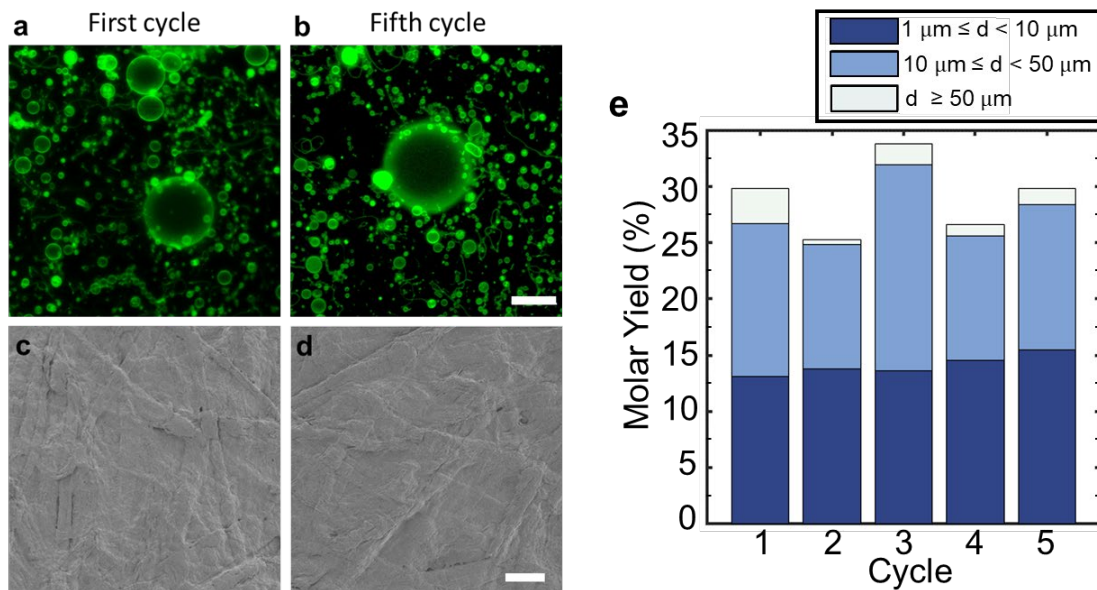 a First cycle
b Fifth cycle
c
d
e
1 μm ≤ d < 10 μm
10 μm ≤ d < 50 μm
d ≥ 50 μm
Molar Yield (%)
35
30
25
20
15
10
5
0
1 2 3 4 5
Cycle